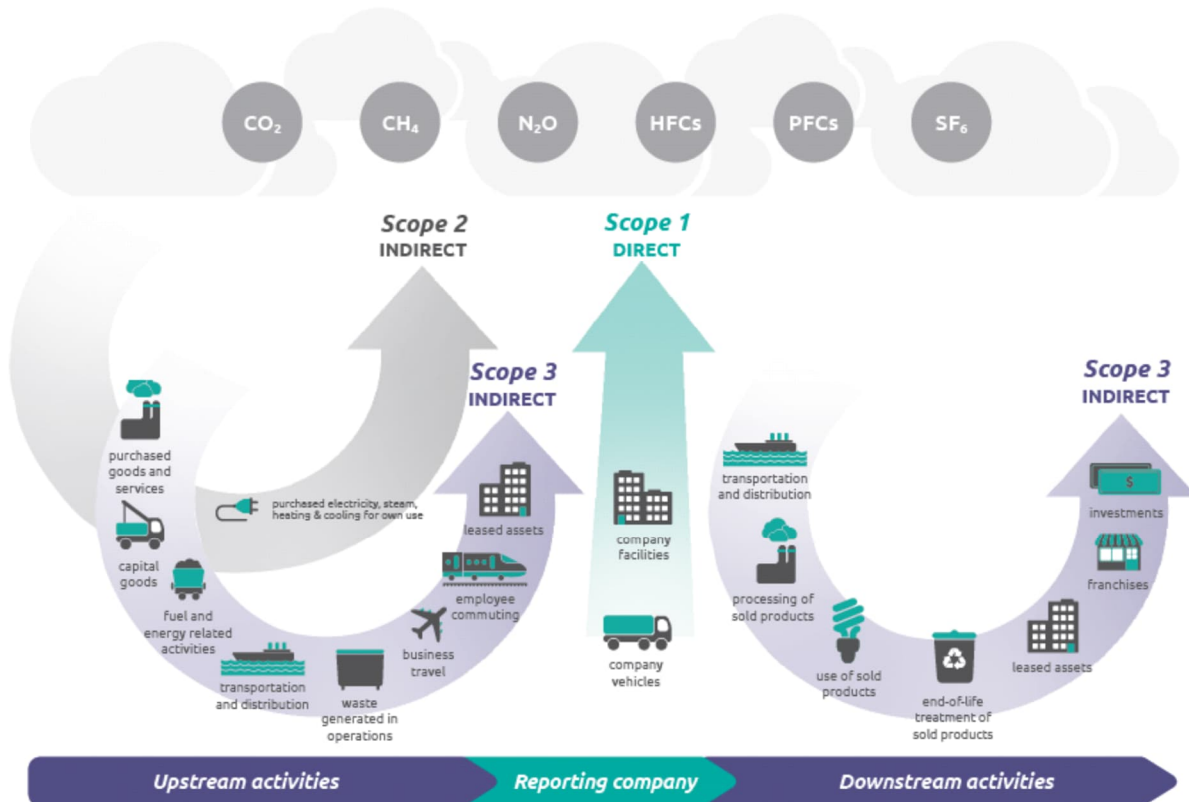 CO₂
CH₄
N₂O
HFCs
PFCs
SF₆
Scope 2
INDIRECT
Scope 1
DIRECT
Scope 3
INDIRECT
Scope 3
INDIRECT
purchased
goods and
services
capital
goods
fuel and
energy related
activities
transportation
and distribution
waste
generated in
operations
business
travel
employee
commuting
leased assets
purchased electricity, steam,
heating & cooling for own use
company
facilities
company
vehicles
transportation
and distribution
processing of
sold products
use of sold
products
end-of-life
treatment of
sold products
leased assets
franchises
investments
$
Upstream activities
Reporting company
Downstream activities